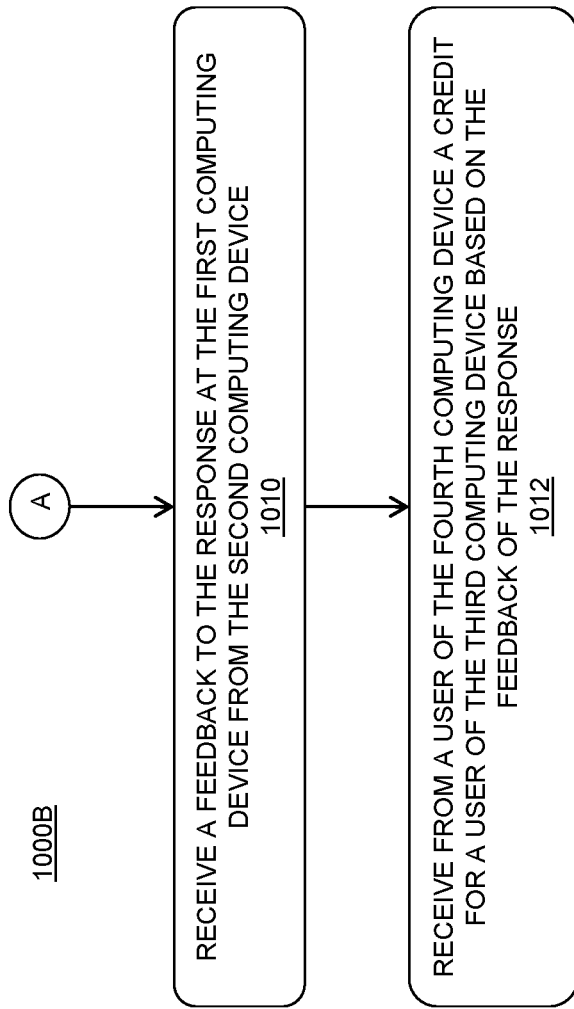 1000B
A
RECEIVE A FEEDBACK TO THE RESPONSE AT THE FIRST COMPUTING
DEVICE FROM THE SECOND COMPUTING DEVICE
1010
RECEIVE FROM A USER OF THE FOURTH COMPUTING DEVICE A CREDIT
FOR A USER OF THE THIRD COMPUTING DEVICE BASED ON THE
FEEDBACK OF THE RESPONSE
1012